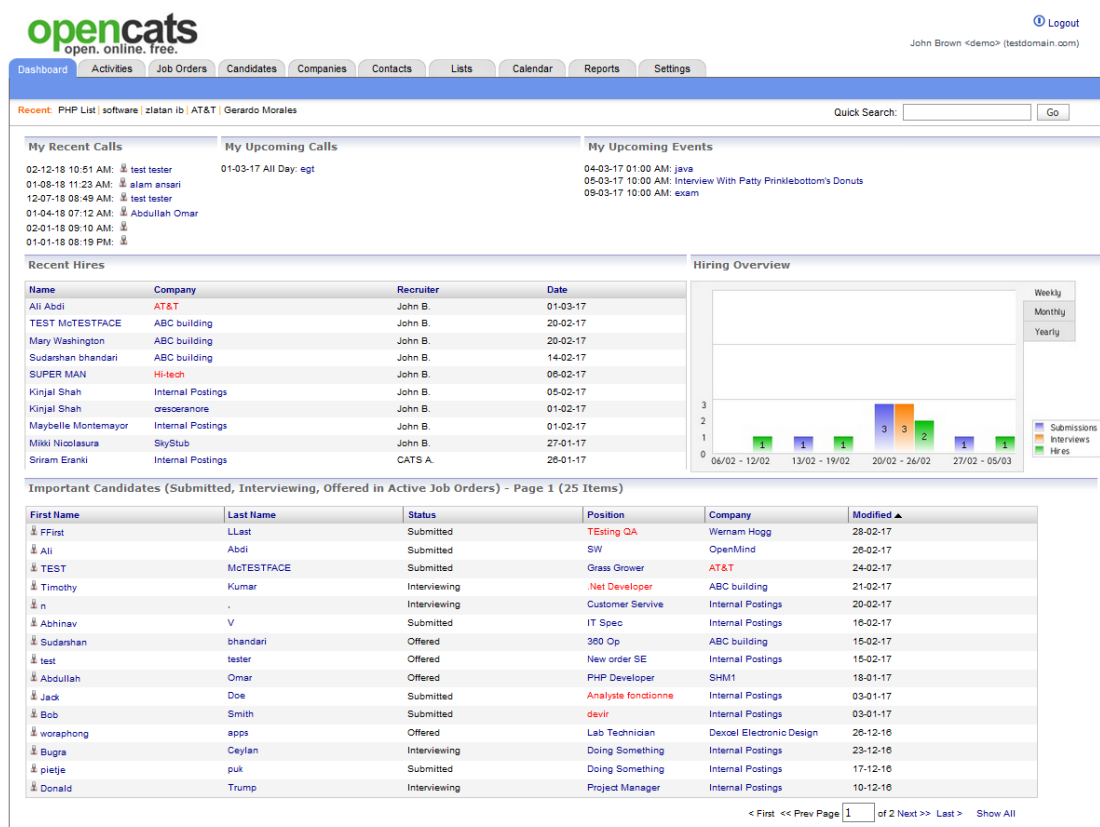 opencats
open. online. free.
Logout
John Brown <demo> (testdomain.com)
Dashboard Activities Job Orders Candidates Companies Contacts Lists Calendar Reports Settings
Recent: PHP List | software | zlatan ib | AT&T | Gerardo Morales
Quick Search: Go
My Recent Calls My Upcoming Calls My Upcoming Events
02-12-18 10:51 AM: test tester
01-08-18 11:23 AM: alam ansari
12-07-18 08:49 AM: test tester
01-04-18 07:12 AM: Abdullah Omar
02-01-18 09:10 AM:
01-01-18 08:19 PM:
01-03-17 All Day: egt
04-03-17 01:00 AM: java
05-03-17 10:00 AM: Interview With Patty Prinklebottom's Donuts
09-03-17 10:00 AM: exam
Recent Hires
Name Company Recruiter Date
Ali Abdi AT&T John B. 01-03-17
TEST McTESTFACE ABC building John B. 20-02-17
Mary Washington ABC building John B. 20-02-17
Sudarshan bhandari ABC building John B. 14-02-17
SUPER MAN Hi-tech John B. 06-02-17
Kinjal Shah Internal Postings John B. 05-02-17
Kinjal Shah cresceranore John B. 01-02-17
Maybelle Montemayor Internal Postings John B. 01-02-17
Mikki Nicolasura SkyStub John B. 27-01-17
Sriram Eranki Internal Postings CATS A. 26-01-17
Hiring Overview
Weekly
Monthly
Yearly
3
2
1
0
1 1 1 3 3 2 1 1
06/02 - 12/02 13/02 - 19/02 20/02 - 26/02 27/02 - 05/03
Submissions
Interviews
Hires
Important Candidates (Submitted, Interviewing, Offered in Active Job Orders) - Page 1 (25 Items)
First Name Last Name Status Position Company Modified
FFirst LLast Submitted TEsting QA Wernam Hogg 28-02-17
Ali Abdi Submitted SW OpenMind 26-02-17
TEST McTESTFACE Submitted Grass Grower AT&T 24-02-17
Timothy Kumar Interviewing .Net Developer ABC building 21-02-17
n . Interviewing Customer Servive Internal Postings 20-02-17
Abhinav V Submitted IT Spec Internal Postings 16-02-17
Sudarshan bhandari Offered 360 Op ABC building 15-02-17
test tester Offered New order SE Internal Postings 15-02-17
Abdullah Omar Offered PHP Developer SHM1 18-01-17
Jack Doe Submitted Analyste fonctionne Internal Postings 03-01-17
Bob Smith Submitted devir Internal Postings 03-01-17
woraphong apps Offered Lab Technician Dexcel Electronic Design 26-12-16
Bugra Ceylan Interviewing Doing Something Internal Postings 23-12-16
pietje puk Submitted Doing Something Internal Postings 17-12-16
Donald Trump Interviewing Project Manager Internal Postings 10-12-16
< First << Prev Page 1 of 2 Next >> Last > Show All